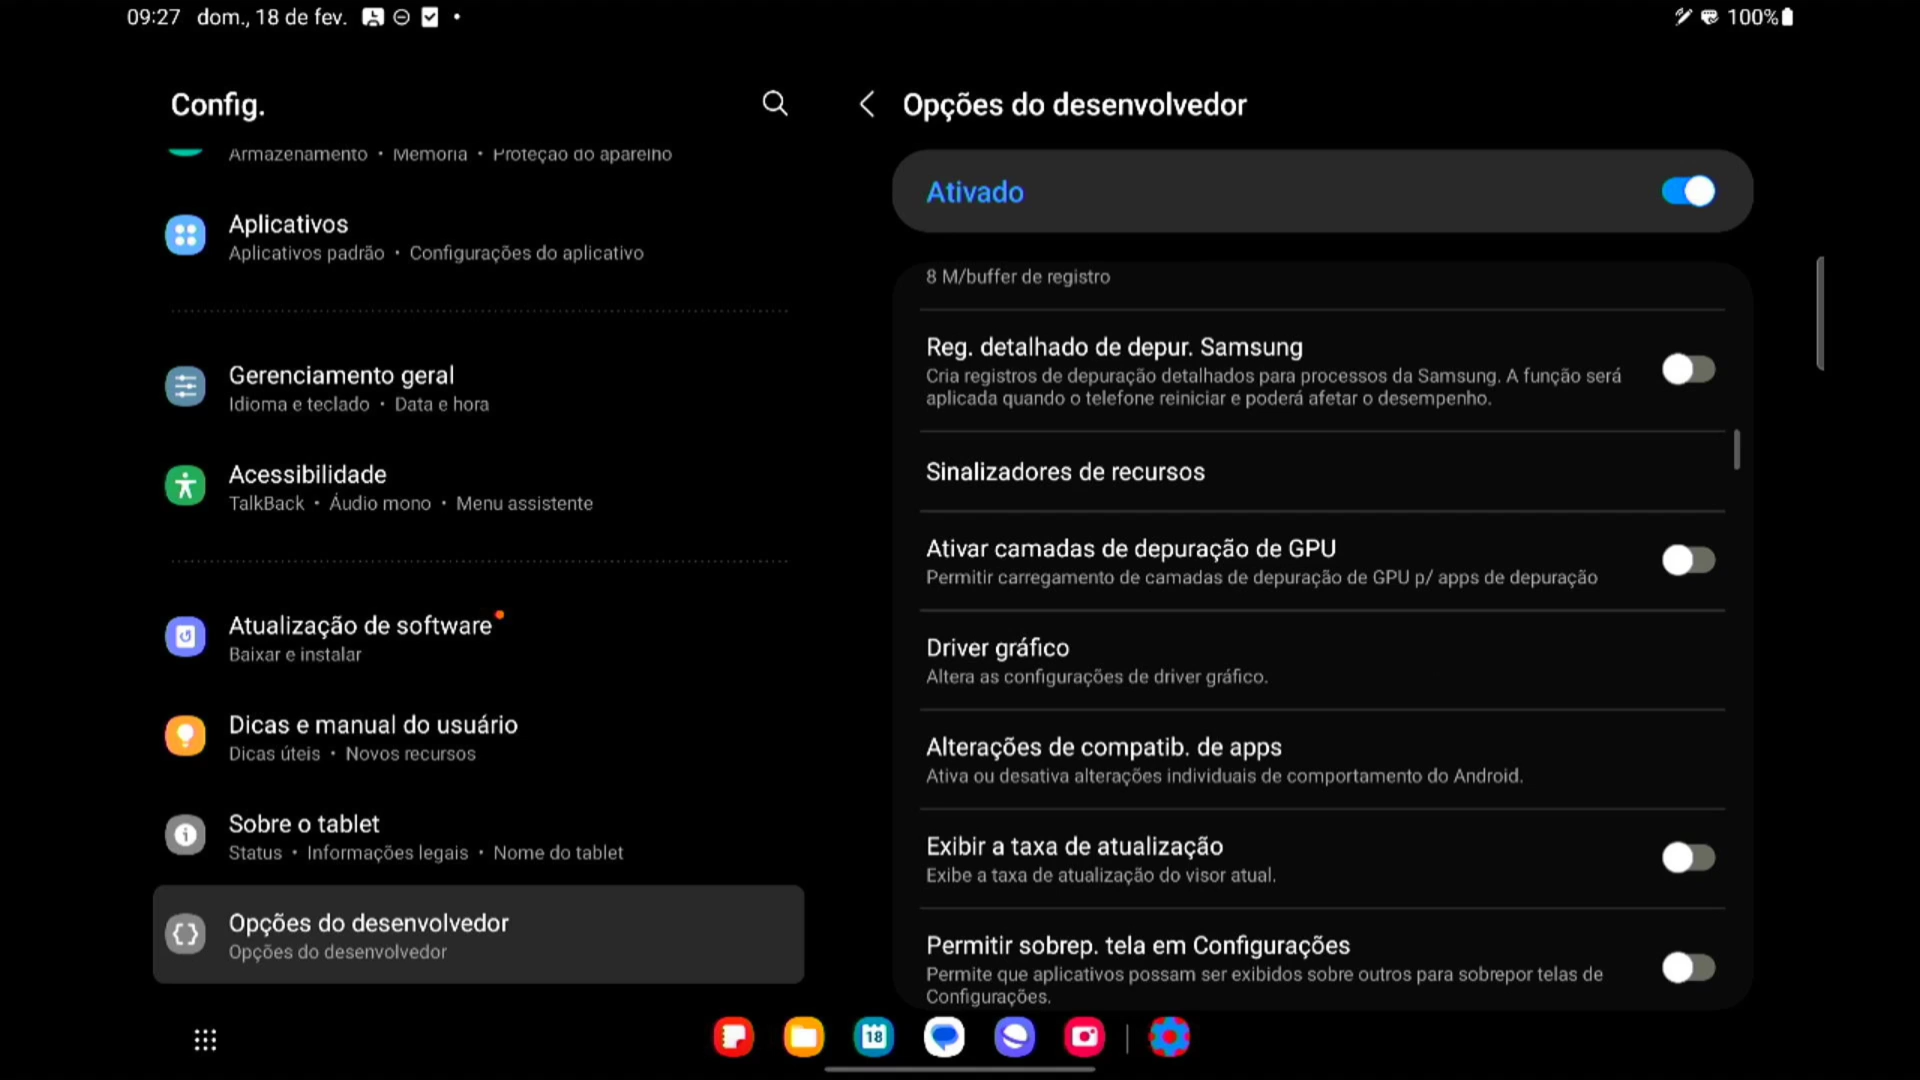 09:27 dom., 18 de fev.
100%
Config.
Armazenamento • Memória • Proteção do aparelho
Aplicativos
Aplicativos padrão • Configurações do aplicativo
Gerenciamento geral
Idioma e teclado • Data e hora
Acessibilidade
TalkBack • Áudio mono • Menu assistente
Atualização de software
Baixar e instalar
Dicas e manual do usuário
Dicas úteis • Novos recursos
Sobre o tablet
Status • Informações legais • Nome do tablet
Opções do desenvolvedor
Opções do desenvolvedor
Opções do desenvolvedor
Ativado
8 M/buffer de registro
Reg. detalhado de depur. Samsung
Cria registros de depuração detalhados para processos da Samsung. A função será
aplicada quando o telefone reiniciar e poderá afetar o desempenho.
Sinalizadores de recursos
Ativar camadas de depuração de GPU
Permitir carregamento de camadas de depuração de GPU p/ apps de depuração
Driver gráfico
Altera as configurações de driver gráfico.
Alterações de compatib. de apps
Ativa ou desativa alterações individuais de comportamento do Android.
Exibir a taxa de atualização
Exibe a taxa de atualização do visor atual.
Permitir sobrep. tela em Configurações
Permite que aplicativos possam ser exibidos sobre outros para sobrepor telas de
Configurações.
18